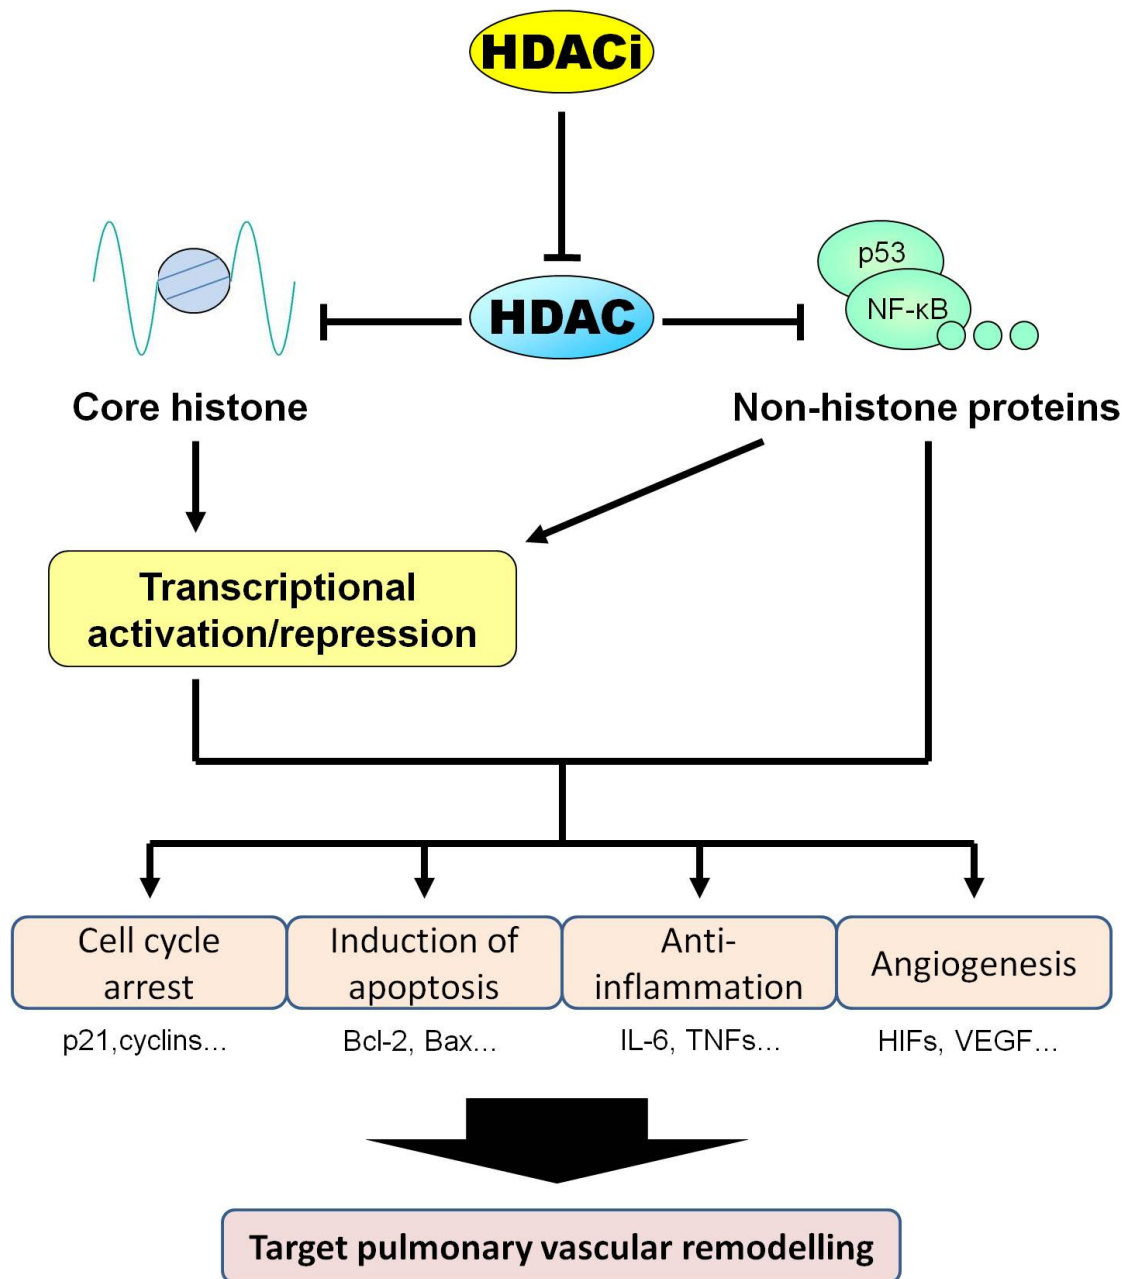 HDACi
p53
NF-κB
HDAC
Core histone
Non-histone proteins
Transcriptional
activation/repression
Cell cycle
arrest
Induction of
apoptosis
Anti-
inflammation
Angiogenesis
p21,cyclins...
Bcl-2, Bax...
IL-6, TNFs...
HIFs, VEGF...
Target pulmonary vascular remodelling